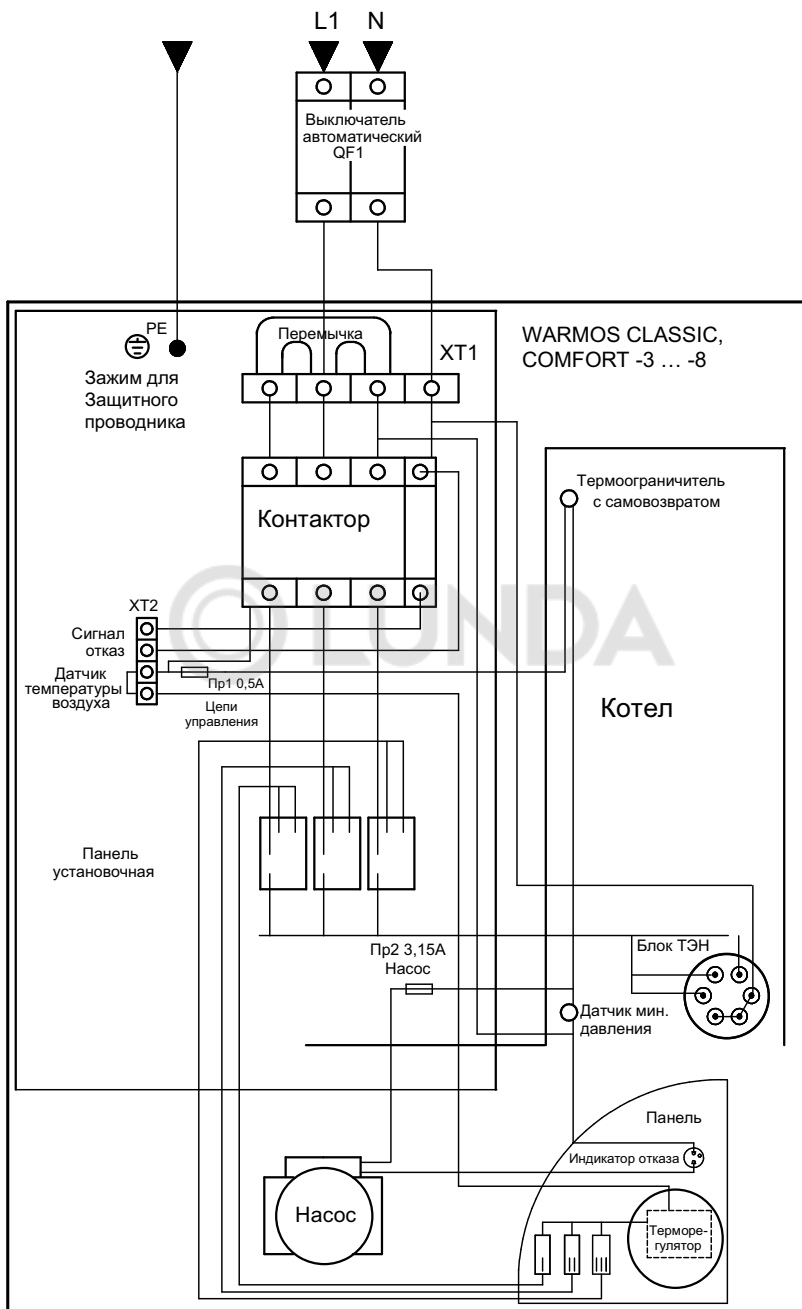 L1 N
Выключатель
автоматический
QF1
PE
Зажим для
Защитного
проводника
Перемычка
XT1
WARMOS CLASSIC,
COMFORT -3 ... -8
Контактор
Термоограничитель
с самовозвратом
LUNDA
XT2
Сигнал
отказ
Датчик
температуры
воздуха
Пр1 0,5А
Цепи
управления
Котел
Панель
установочная
Пр2 3,15А
Насос
Блок ТЭН
Датчик мин.
давления
Панель
Индикатор отказа
Насос
Терморе-
гулятор